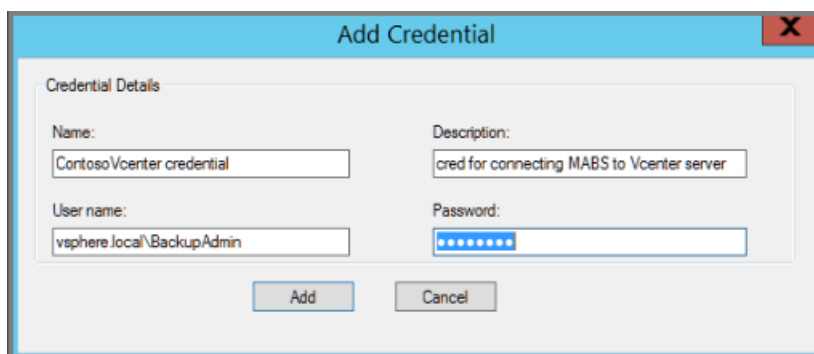 Add Credential
X
Credential Details
Name:
Description:
ContosoVcenter credential
cred for connecting MABS to Vcenter server
User name:
Password:
vsphere.local\BackupAdmin
●●●●●●●●
Add
Cancel